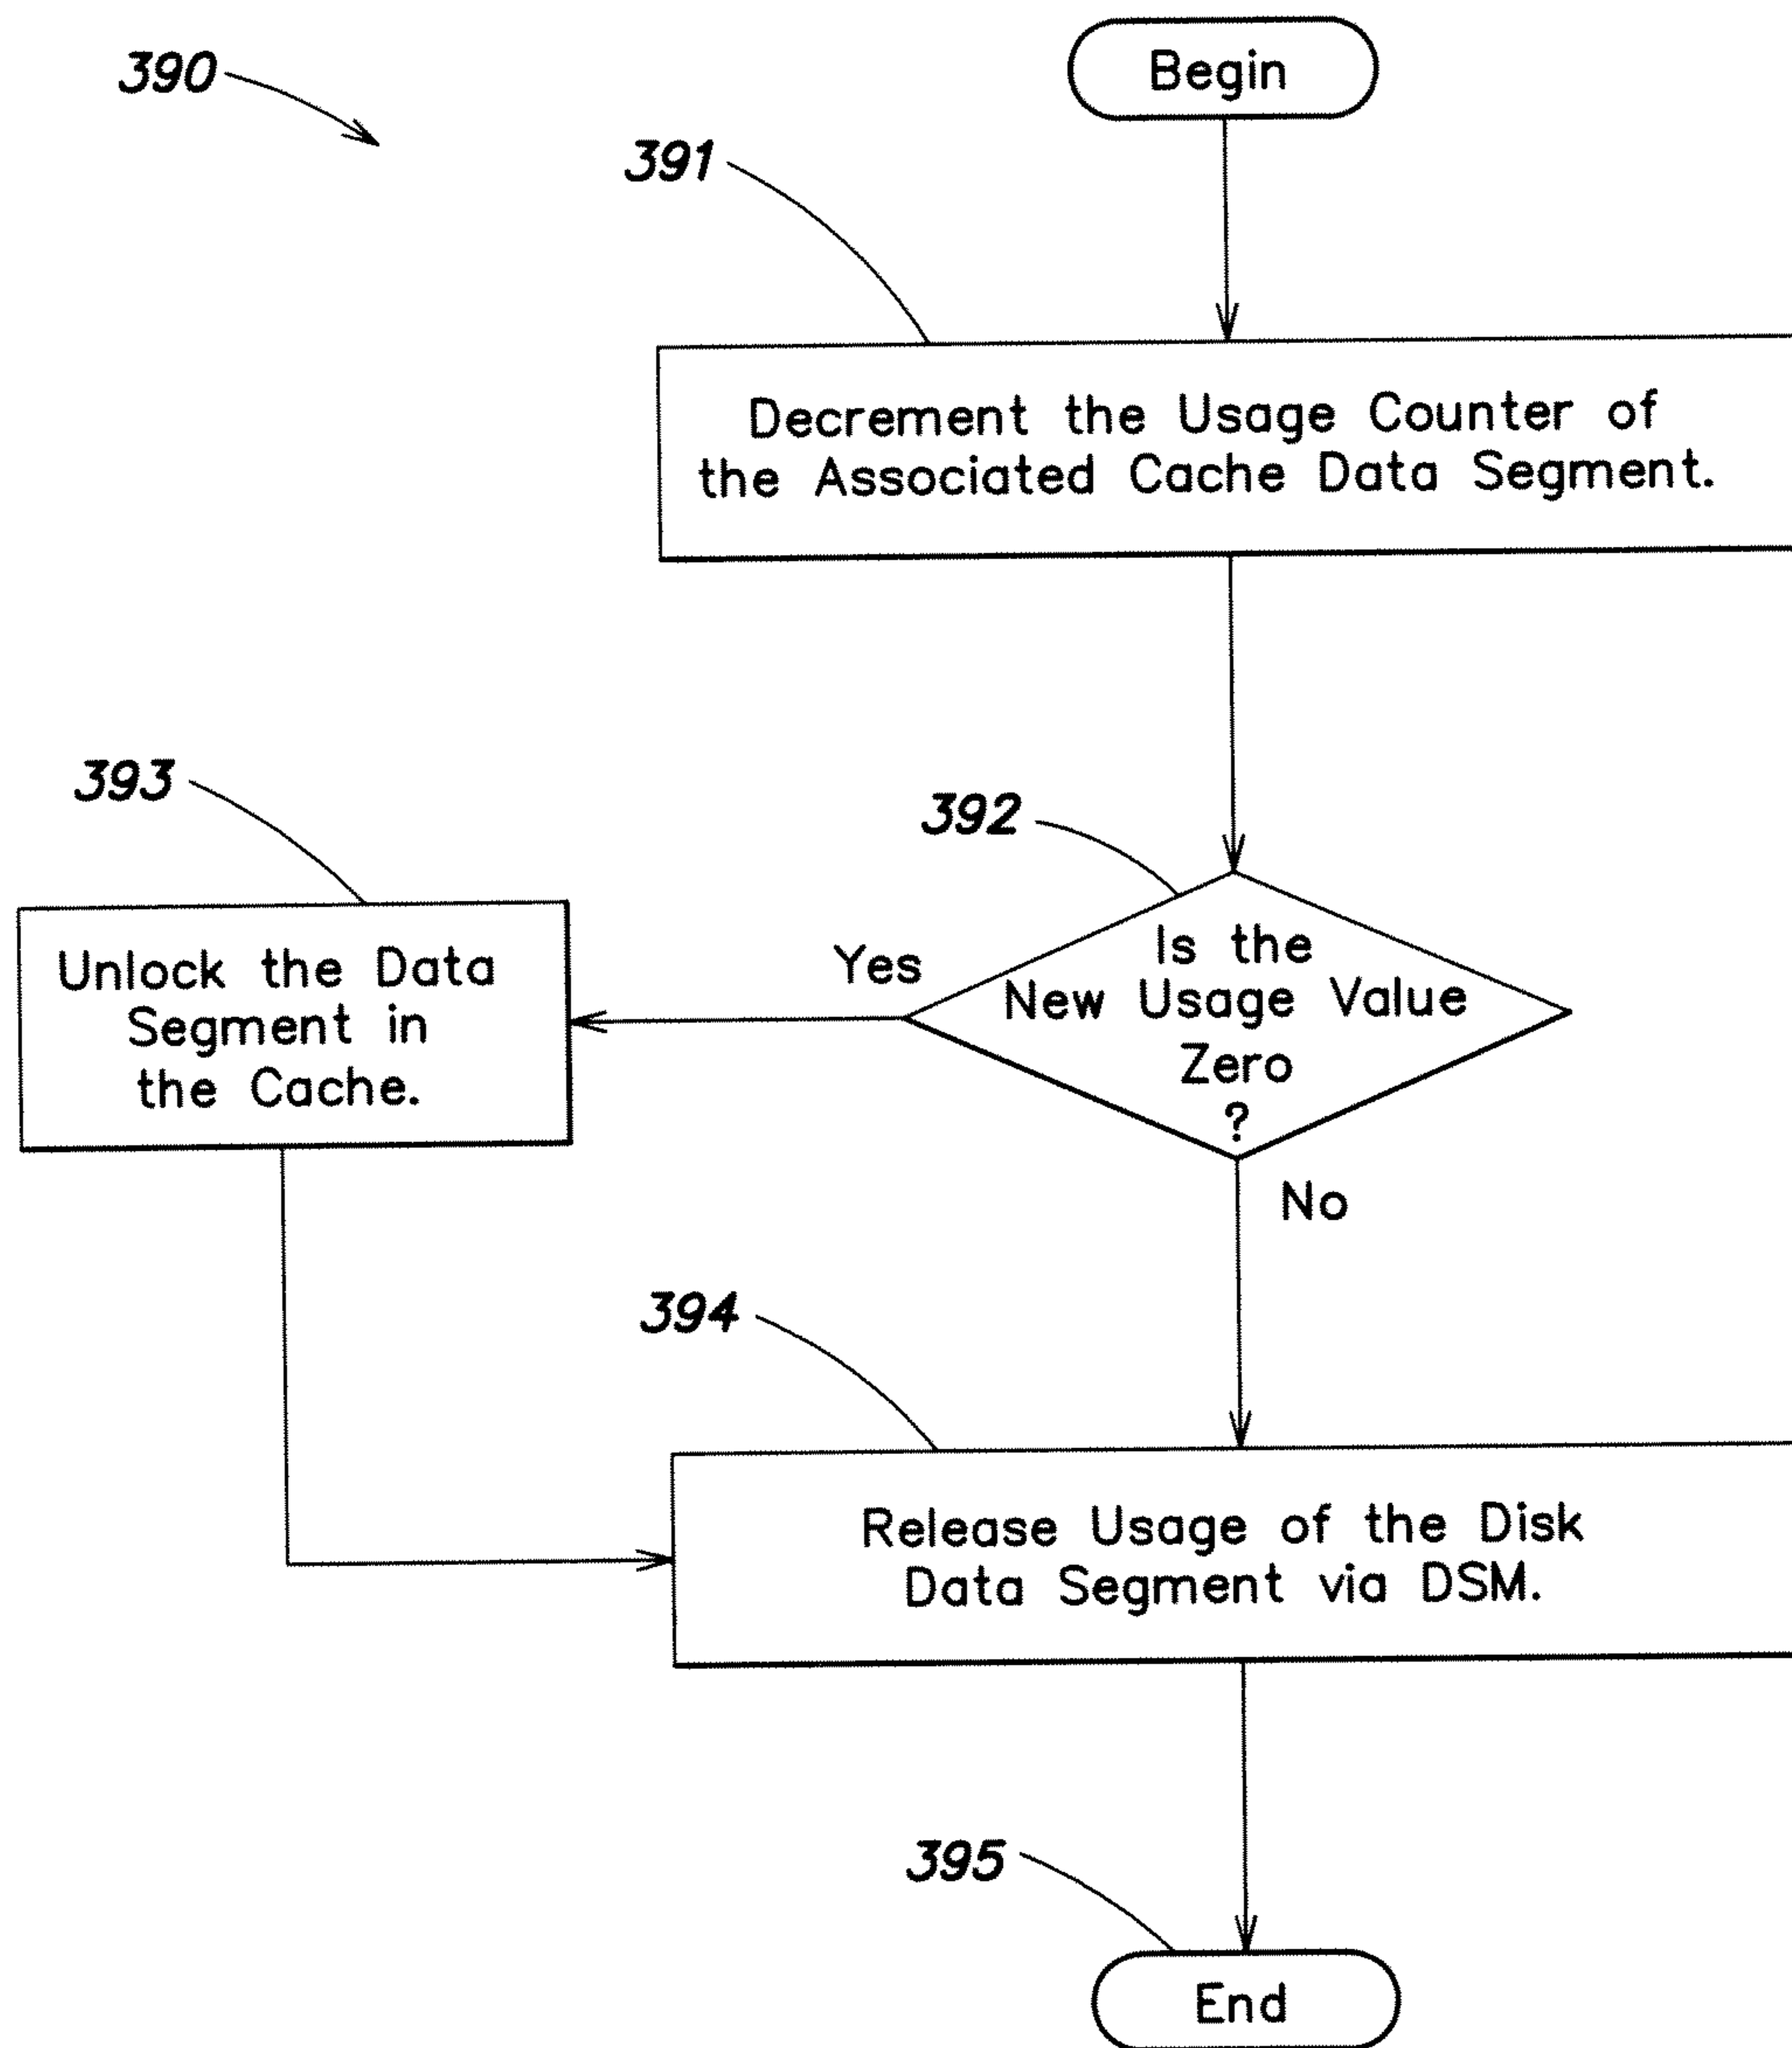 390
Begin
391
Decrement the Usage Counter of
the Associated Cache Data Segment.
393
392
Unlock the Data
Segment in
the Cache.
Yes
Is the
New Usage Value
Zero
?
No
394
Release Usage of the Disk
Data Segment via DSM.
395
End